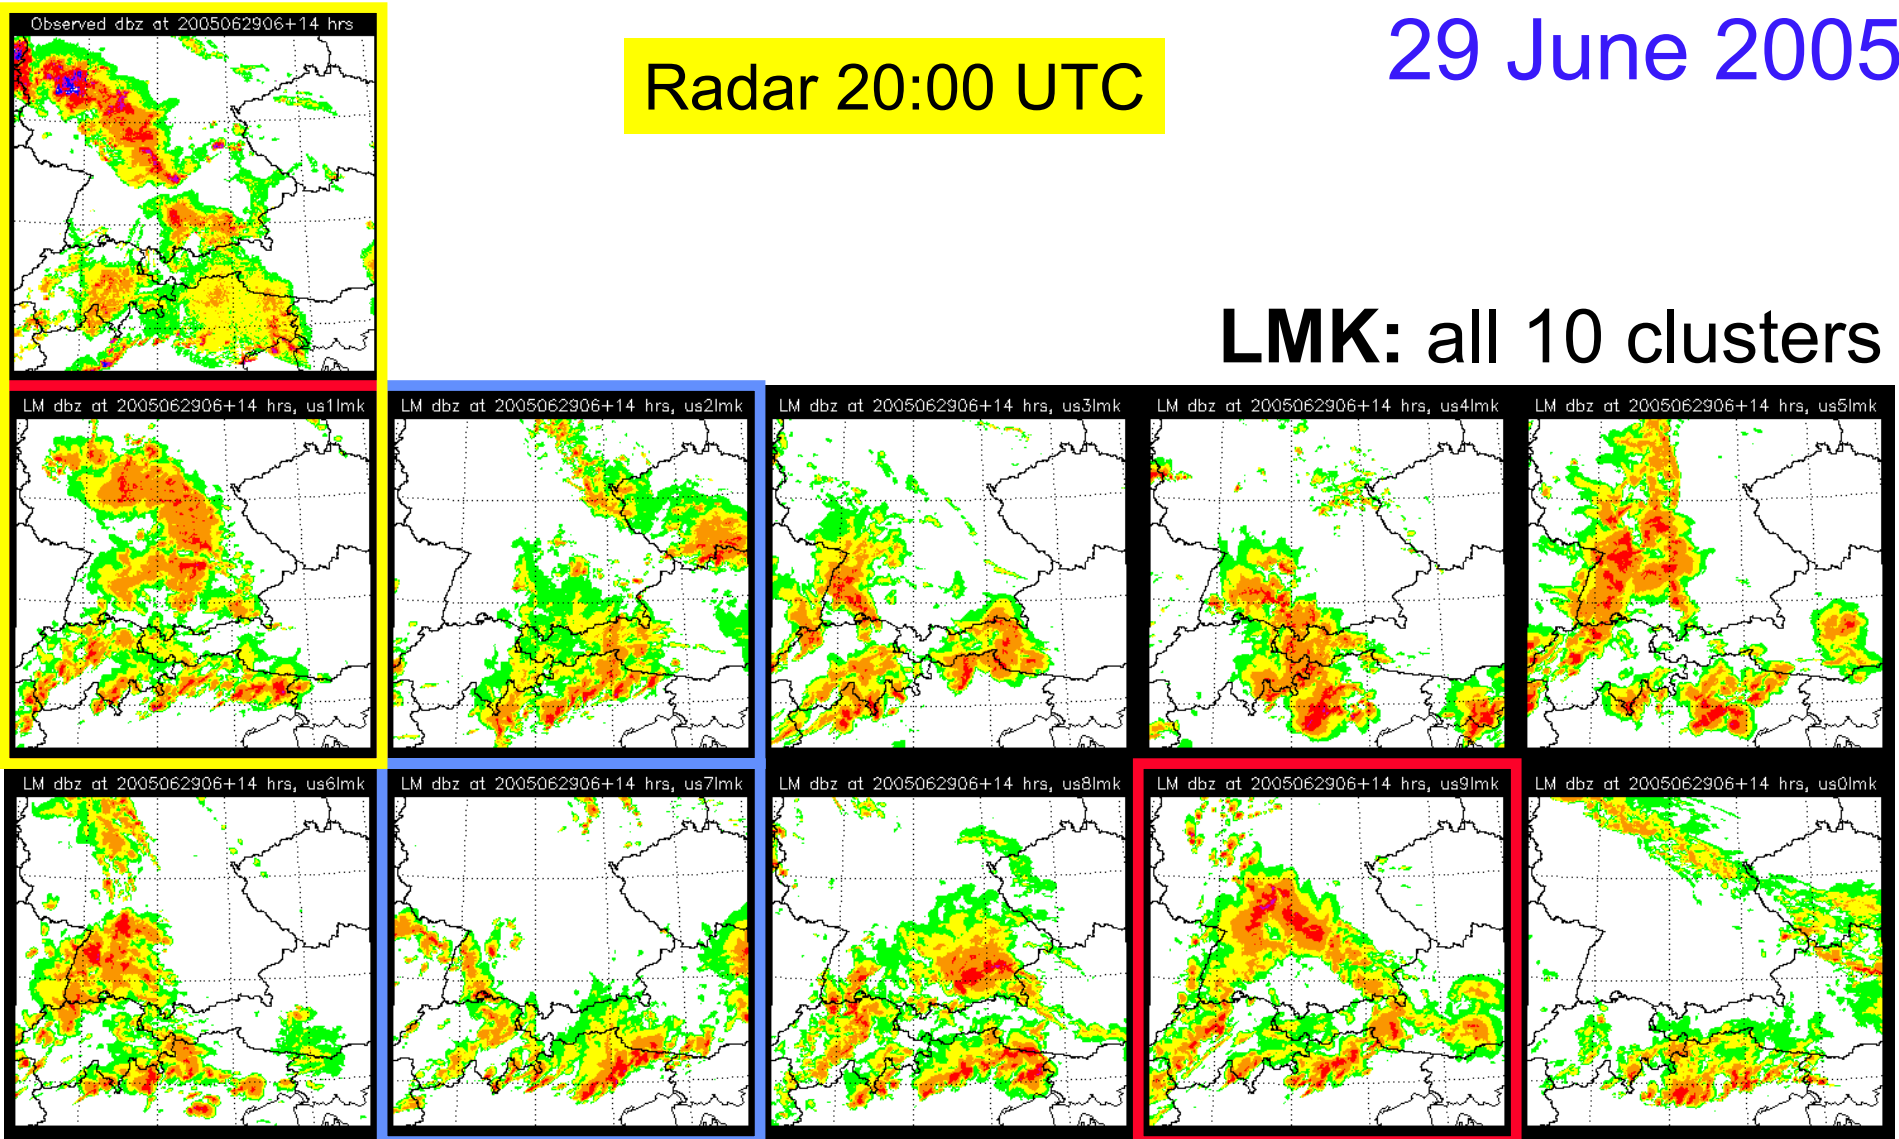 Observed dbz at 2005062906+14 hrs
29 June 2005
Radar 20:00 UTC
LMK: all 10 clusters
LM dbz at 2005062906+14 hrs, us1lmk
LM dbz at 2005062906+14 hrs, us2lmk
LM dbz at 2005062906+14 hrs, us3lmk
LM dbz at 2005062906+14 hrs, us4lmk
LM dbz at 2005062906+14 hrs, us5lmk
LM dbz at 2005062906+14 hrs, us6lmk
LM dbz at 2005062906+14 hrs, us7lmk
LM dbz at 2005062906+14 hrs, us8lmk
LM dbz at 2005062906+14 hrs, us9lmk
LM dbz at 2005062906+14 hrs, us0lmk